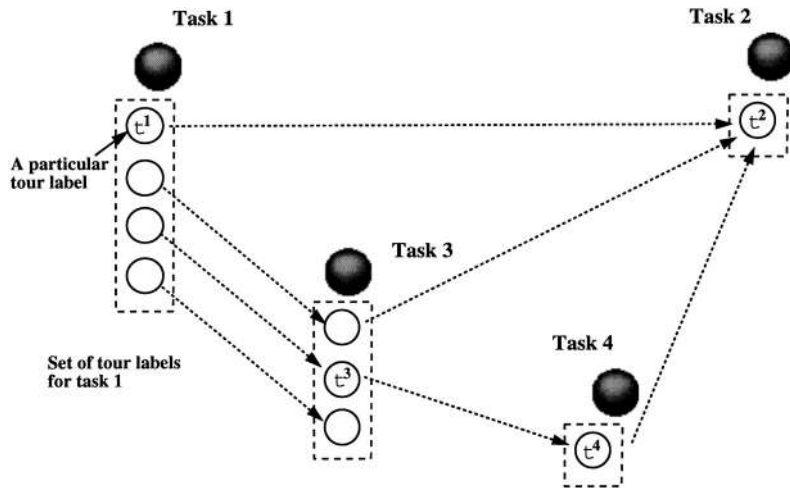 Task 1
Task 2
t1
t2
A particular
tour label
Task 3
Task 4
Set of tour labels
for task 1
t3
t4